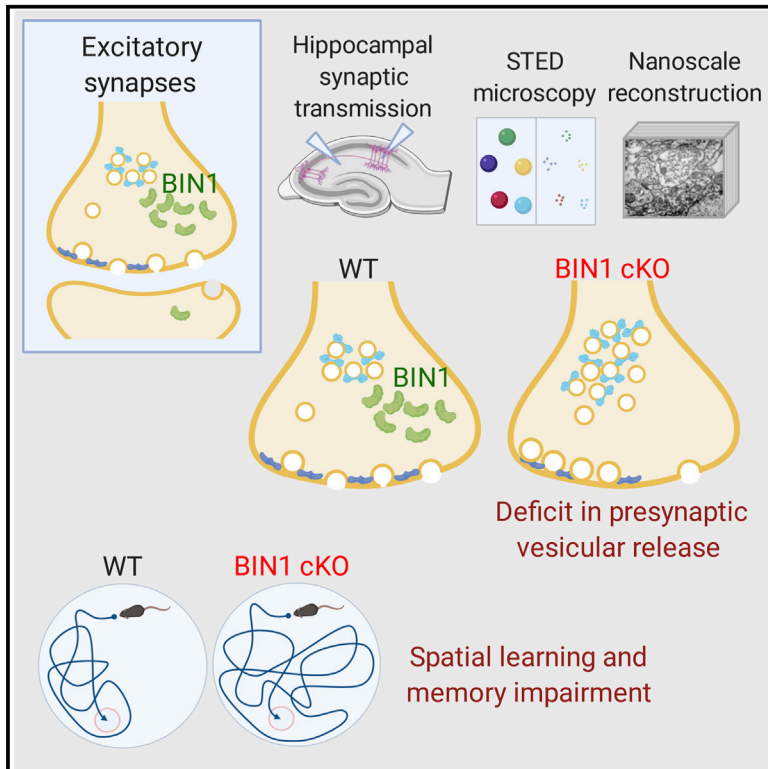 Excitatory
synapses
BIN1
Hippocampal
synaptic
transmission
STED
microscopy
Nanoscale
reconstruction
WT
BIN1
BIN1 cKO
Deficit in presynaptic
vesicular release
WT
BIN1 cKO
Spatial learning and
memory impairment